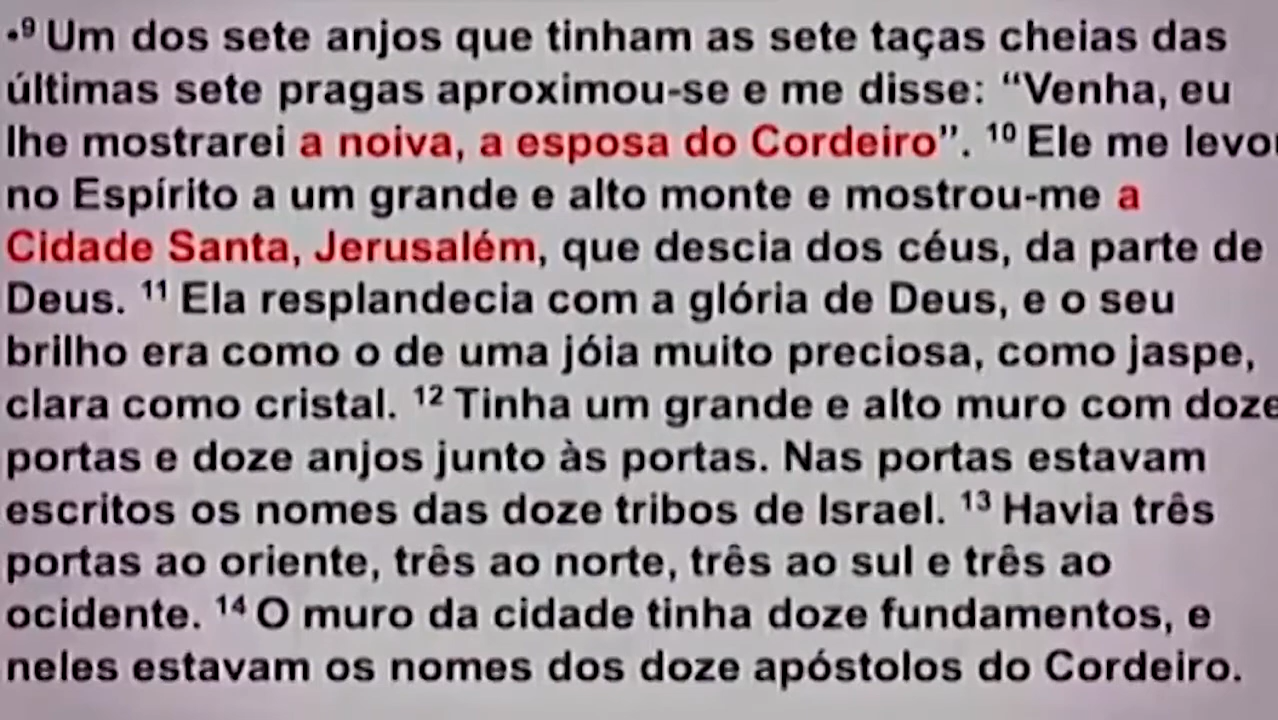 •⁹ Um dos sete anjos que tinham as sete taças cheias das
últimas sete pragas aproximou-se e me disse: “Venha, eu
lhe mostrarei a noiva, a esposa do Cordeiro”. ¹⁰ Ele me levou
no Espírito a um grande e alto monte e mostrou-me a
Cidade Santa, Jerusalém, que descia dos céus, da parte de
Deus. ¹¹ Ela resplandecia com a glória de Deus, e o seu
brilho era como o de uma jóia muito preciosa, como jaspe,
clara como cristal. ¹² Tinha um grande e alto muro com doze
portas e doze anjos junto às portas. Nas portas estavam
escritos os nomes das doze tribos de Israel. ¹³ Havia três
portas ao oriente, três ao norte, três ao sul e três ao
ocidente. ¹⁴ O muro da cidade tinha doze fundamentos, e
neles estavam os nomes dos doze apóstolos do Cordeiro.